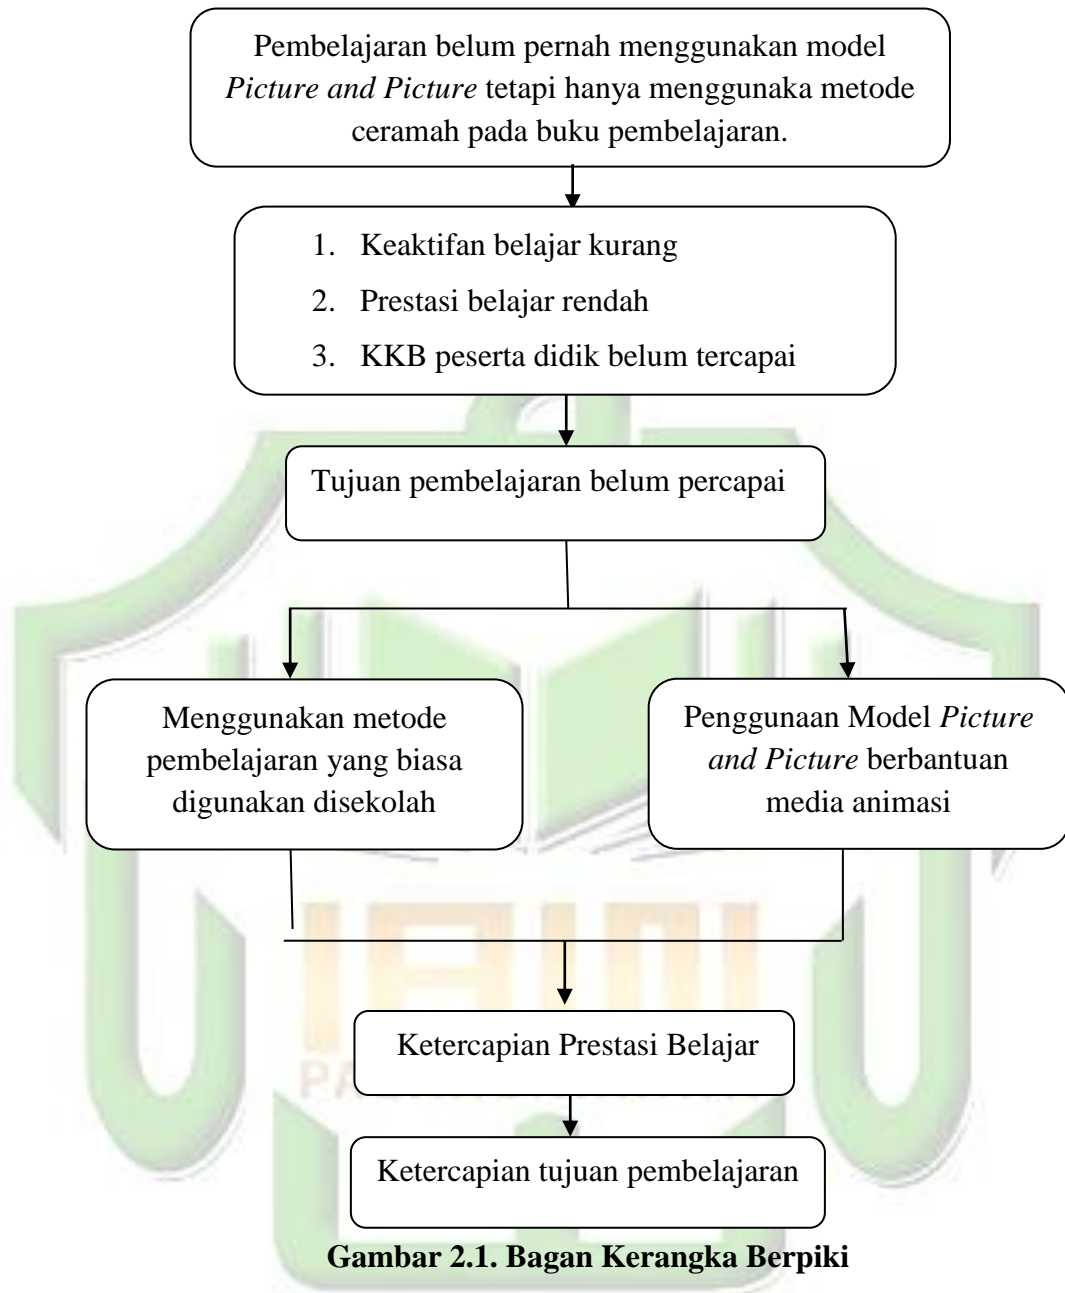 Pembelajaran belum pernah menggunakan model
Picture and Picture tetapi hanya menggunaka metode
ceramah pada buku pembelajaran.
1. Keaktifan belajar kurang
2. Prestasi belajar rendah
3. KKB peserta didik belum tercapai
Tujuan pembelajaran belum percapai
Menggunakan metode
pembelajaran yang biasa
digunakan disekolah
Penggunaan Model Picture
and Picture berbantuan
media animasi
IAIN
Ketercapian Prestasi Belajar
Ketercapian tujuan pembelajaran
Gambar 2.1. Bagan Kerangka Berpiki